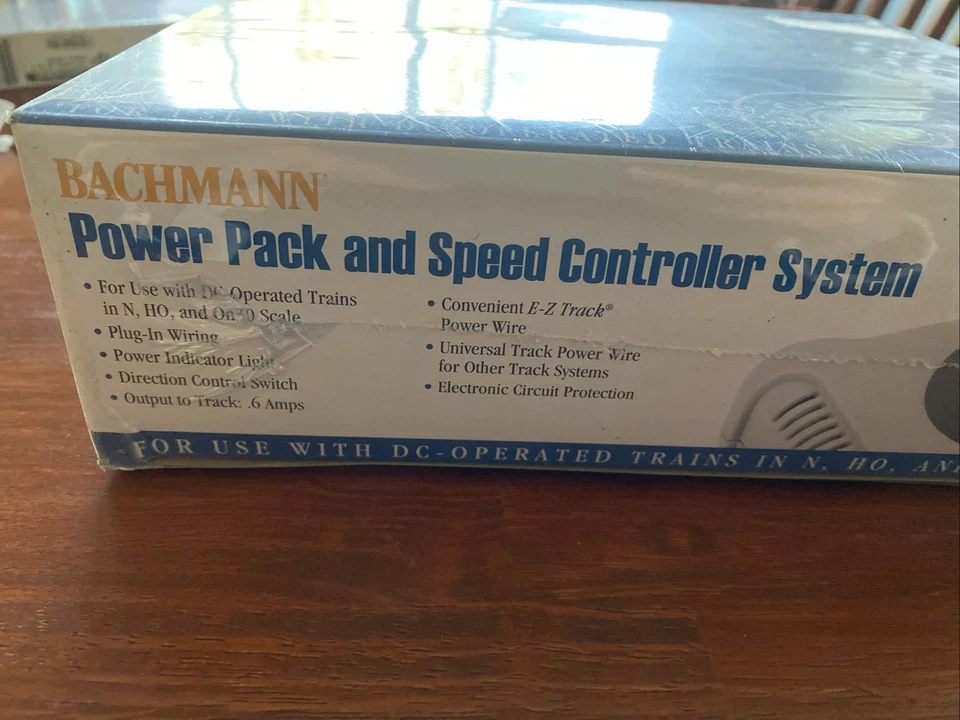 BACHMANN
Power Pack and Speed Controller System
• For Use with DC Operated Trains
in N, HO, and On30 Scale
• Plug-In Wiring
• Power Indicator Light
• Direction Control Switch
• Output to Track: .6 Amps
• Convenient E-Z Track®
Power Wire
• Universal Track Power Wire
for Other Track Systems
• Electronic Circuit Protection
FOR USE WITH DC-OPERATED TRAINS IN N, HO, AND